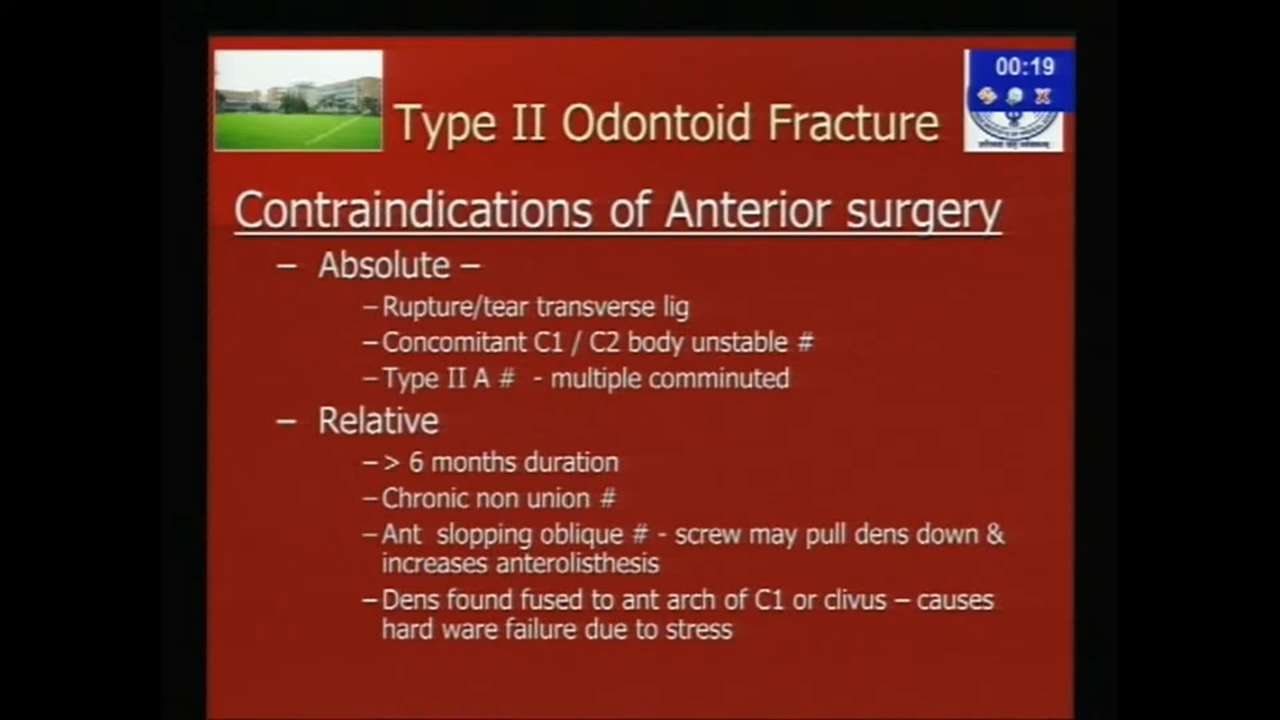 00:19
Type II Odontoid Fracture
Contraindications of Anterior surgery
– Absolute –
–Rupture/tear transverse lig
–Concomitant C1 / C2 body unstable #
–Type II A # - multiple comminuted
– Relative
–> 6 months duration
–Chronic non union #
–Ant slopping oblique # - screw may pull dens down &
increases anterolisthesis
–Dens found fused to ant arch of C1 or clivus – causes
hard ware failure due to stress